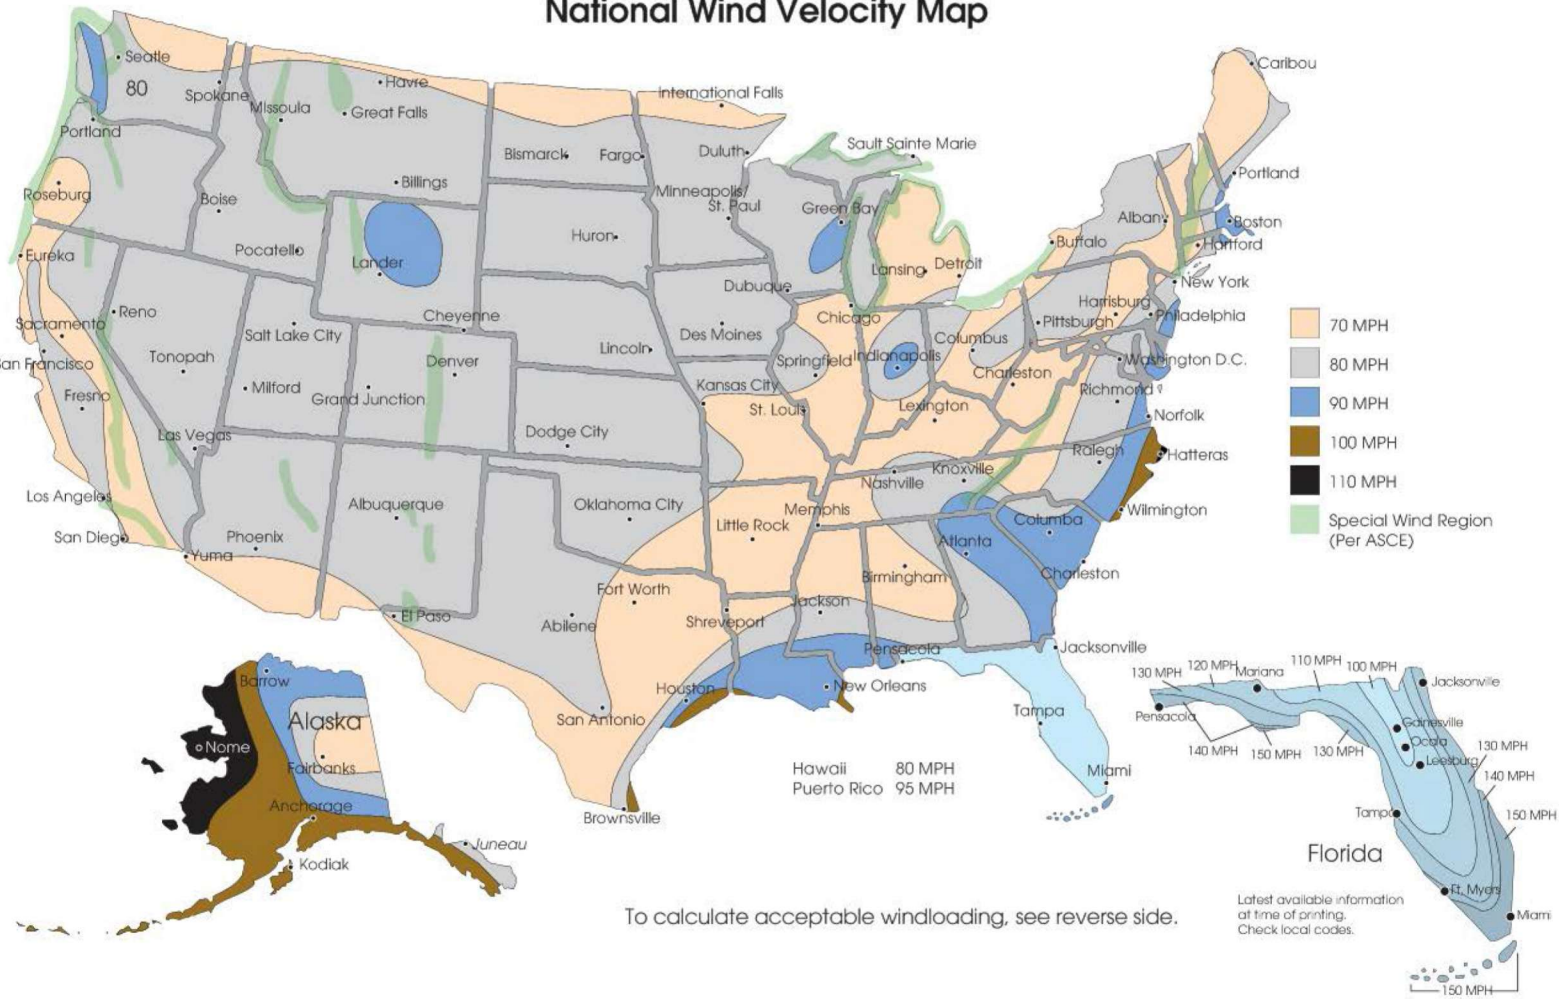 National Wind Velocity Map
Seatle
80
Spokane
Missoula
Havre
Great Falls
Portland
Roseburg
Boise
Billings
Pocatello
Lander
Eureka
Reno
Sacramento
San Francisco
Fresno
Tonopah
Salt Lake City
Milford
Cheyenne
Denver
Grand Junction
Las Vegas
Los Angeles
San Diego
Yuma
Phoenix
Albuquerque
El Paso
International Falls
Bismarck
Fargo
Duluth
Minneapolis/
St. Paul
Huron
Green Bay
Sault Sainte Marie
Lansing
Detroit
Dubuque
Des Moines
Lincoln
Chicago
Springfield
Indianapolis
Columbus
Kansas City
St. Louis
Lexington
Charleston
Dodge City
Oklahoma City
Little Rock
Memphis
Nashville
Knoxville
Fort Worth
Abilene
Shreveport
Jackson
Birmingham
Atlanta
Columba
Charleston
San Antonio
Houston
New Orleans
Pensacola
Jacksonville
Tampa
Miami
Brownsville
Caribou
Portland
Albany
Boston
Hartford
Buffalo
New York
Harrisburg
Philadelphia
Pittsburgh
Washington D.C.
Richmond
Norfolk
Raleigh
Hatteras
Wilmington
70 MPH
80 MPH
90 MPH
100 MPH
110 MPH
Special Wind Region
(Per ASCE)
Barrow
Alaska
Nome
Fairbanks
Anchorage
Kodiak
Juneau
Hawaii 80 MPH
Puerto Rico 95 MPH
130 MPH
120 MPH
Mariana
110 MPH
100 MPH
Jacksonville
Pensacola
140 MPH
150 MPH
130 MPH
Gainesville
Ocala
Leesburg
130 MPH
140 MPH
150 MPH
Tampa
Florida
Ft. Myers
Miami
150 MPH
Latest available information
at time of printing.
Check local codes.
To calculate acceptable windloading, see reverse side.